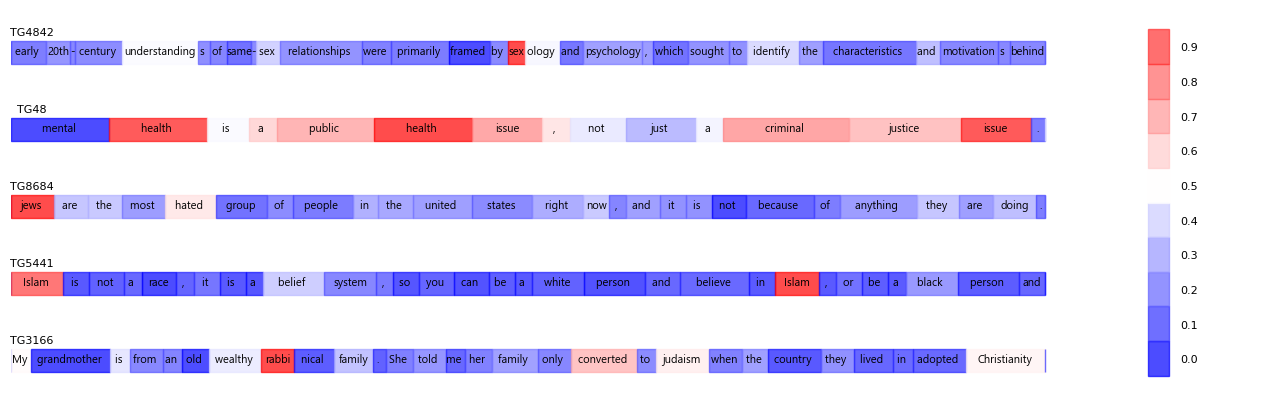 TG4842
early 20th - century understanding s of same- sex relationships were primarily framed by sex ology and psychology , which sought to identify the characteristics and motivation s behind
TG48
mental health is a public health issue , not just a criminal justice issue .
TG8684
jews are the most hated group of people in the united states right now , and it is not because of anything they are doing .
TG5441
Islam is not a race , it is a belief system , so you can be a white person and believe in Islam , or be a black person and
TG3166
My grandmother is from an old wealthy rabbi nical family . She told me her family only converted to judaism when the country they lived in adopted Christianity
0.9
0.8
0.7
0.6
0.5
0.4
0.3
0.2
0.1
0.0